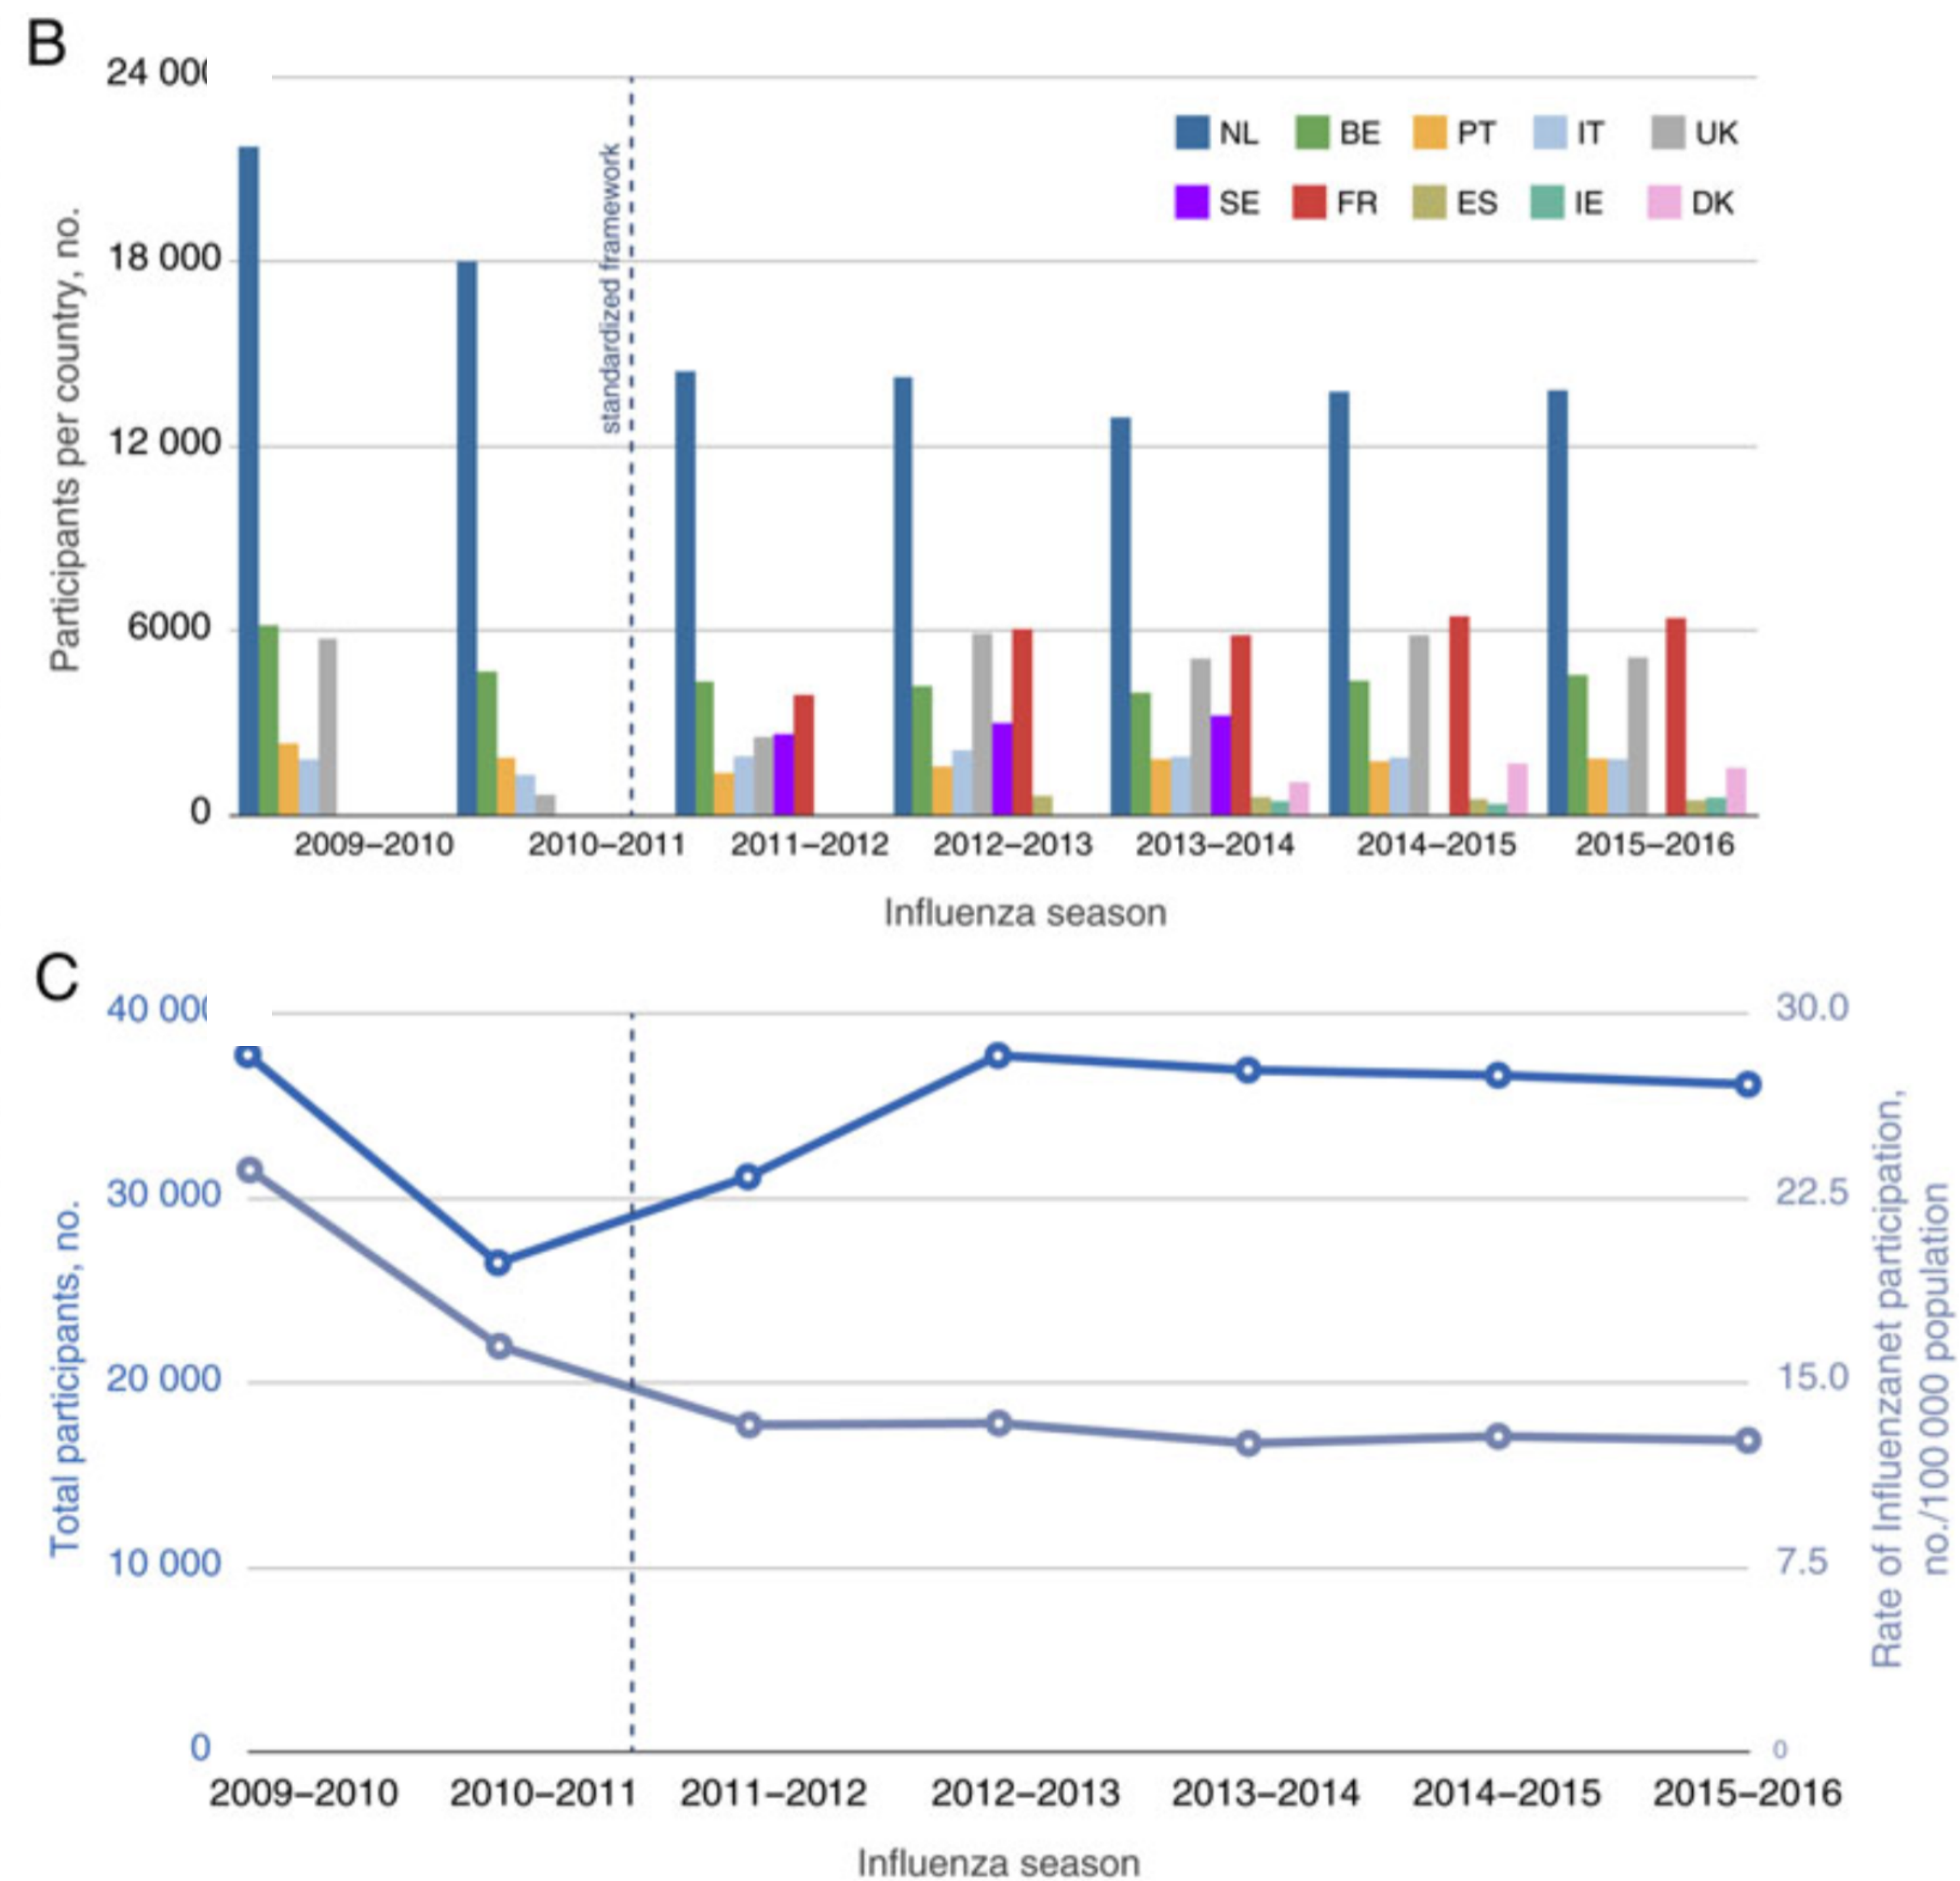 B
24 000
18 000
12 000
6000
0
Participants per country, no.
standardized framework
NL BE PT IT UK
SE FR ES IE DK
2009–2010 2010–2011 2011–2012 2012–2013 2013–2014 2014–2015 2015–2016
Influenza season
C
40 000
30 000
20 000
10 000
0
Total participants, no.
30.0
22.5
15.0
7.5
0
Rate of Influenzanet participation,
no./100 000 population
2009–2010 2010–2011 2011–2012 2012–2013 2013–2014 2014–2015 2015–2016
Influenza season